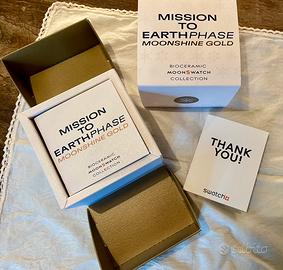 MISSION
TO
EARTHPHASE
MOONSHINE GOLD
BIOCERAMIC
MOONSWATCH
COLLECTION
MISSION
TO
EARTHPHASE
MOONSHINE GOLD
BIOCERAMIC
MOONSWATCH
COLLECTION
THANK
YOU!
swatch
subito